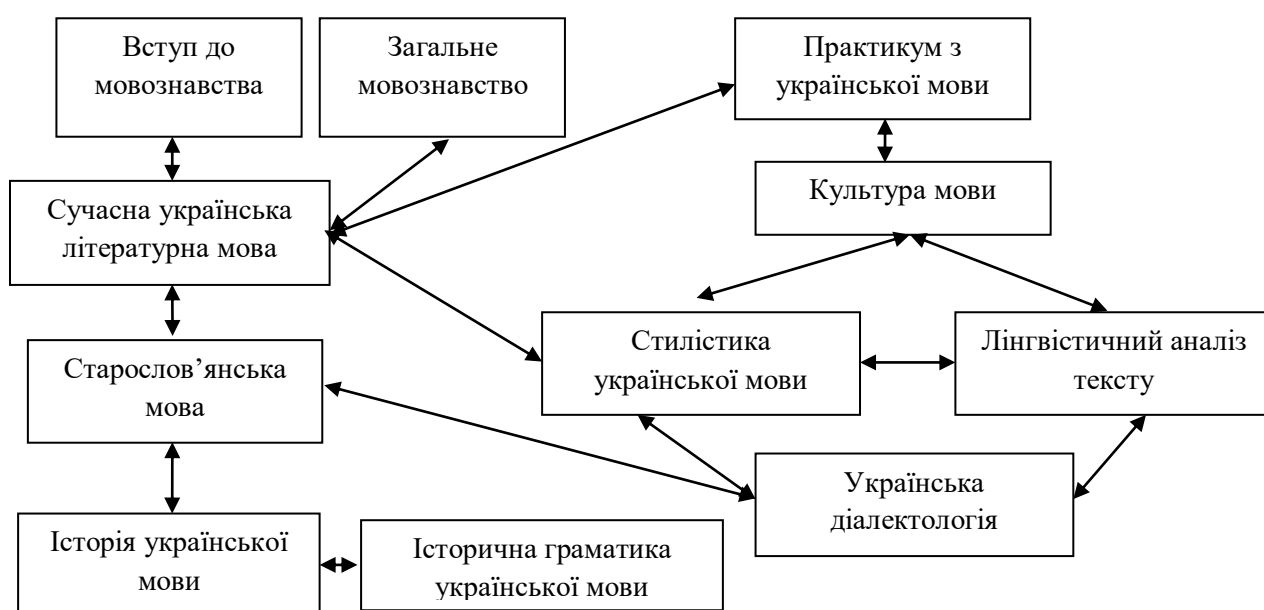 Вступ до
мовознавства
Загальне
мовознавство
Практикум з
української мови
Культура мови
Сучасна українська
літературна мова
Стилістика
української мови
Лінгвістичний аналіз
тексту
Старослов’янська
мова
Українська
діалектологія
Історія української
мови
Історична граматика
української мови